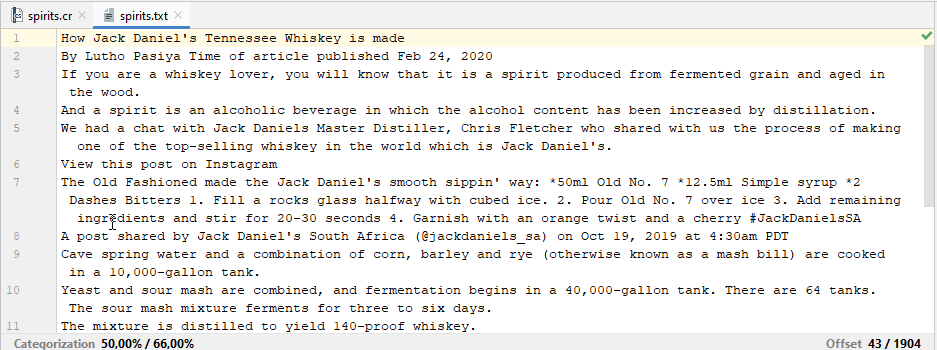 spirits.cr
spirits.txt
1 How Jack Daniel's Tennessee Whiskey is made
2 By Lutho Pasiya Time of article published Feb 24, 2020
3 If you are a whiskey lover, you will know that it is a spirit produced from fermented grain and aged in
the wood.
4 And a spirit is an alcoholic beverage in which the alcohol content has been increased by distillation.
5 We had a chat with Jack Daniels Master Distiller, Chris Fletcher who shared with us the process of making
one of the top-selling whiskey in the world which is Jack Daniel's.
6 View this post on Instagram
7 The Old Fashioned made the Jack Daniel's smooth sippin' way: *50ml Old No. 7 *12.5ml Simple syrup *2
Dashes Bitters 1. Fill a rocks glass halfway with cubed ice. 2. Pour Old No. 7 over ice 3. Add remaining
ingredients and stir for 20-30 seconds 4. Garnish with an orange twist and a cherry #JackDanielsSA
8 A post shared by Jack Daniel's South Africa (@jackdaniels_sa) on Oct 19, 2019 at 4:30am PDT
9 Cave spring water and a combination of corn, barley and rye (otherwise known as a mash bill) are cooked
in a 10,000-gallon tank.
10 Yeast and sour mash are combined, and fermentation begins in a 40,000-gallon tank. There are 64 tanks.
The sour mash mixture ferments for three to six days.
11 The mixture is distilled to yield 140-proof whiskey.
Categorization 50,00% / 66,00% Offset 43 / 1904